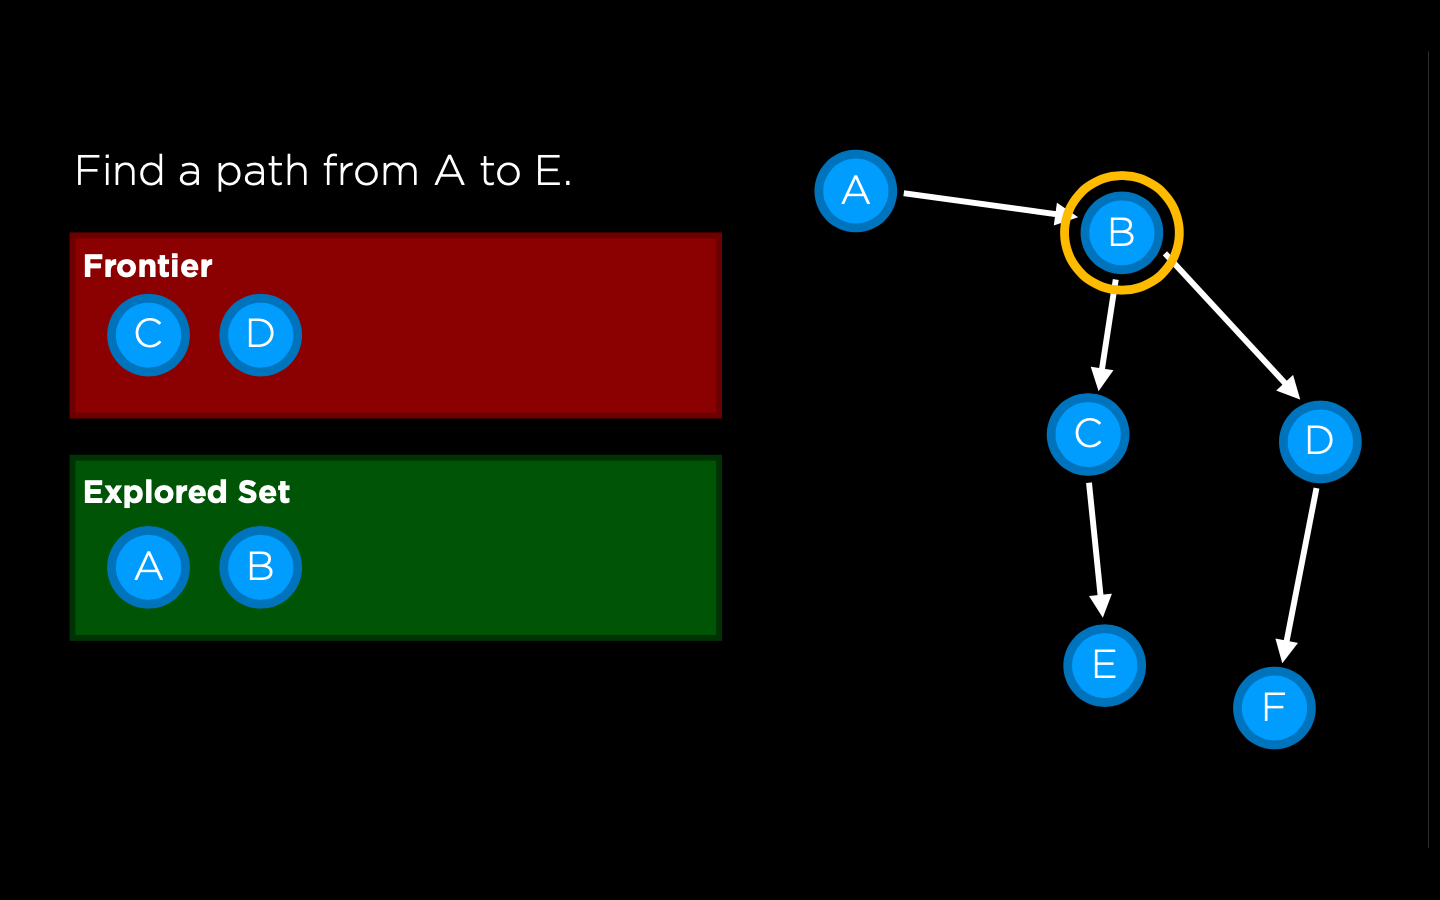 Find a path from A to E.
Frontier
C D
Explored Set
A B
A
B
C
D
E
F